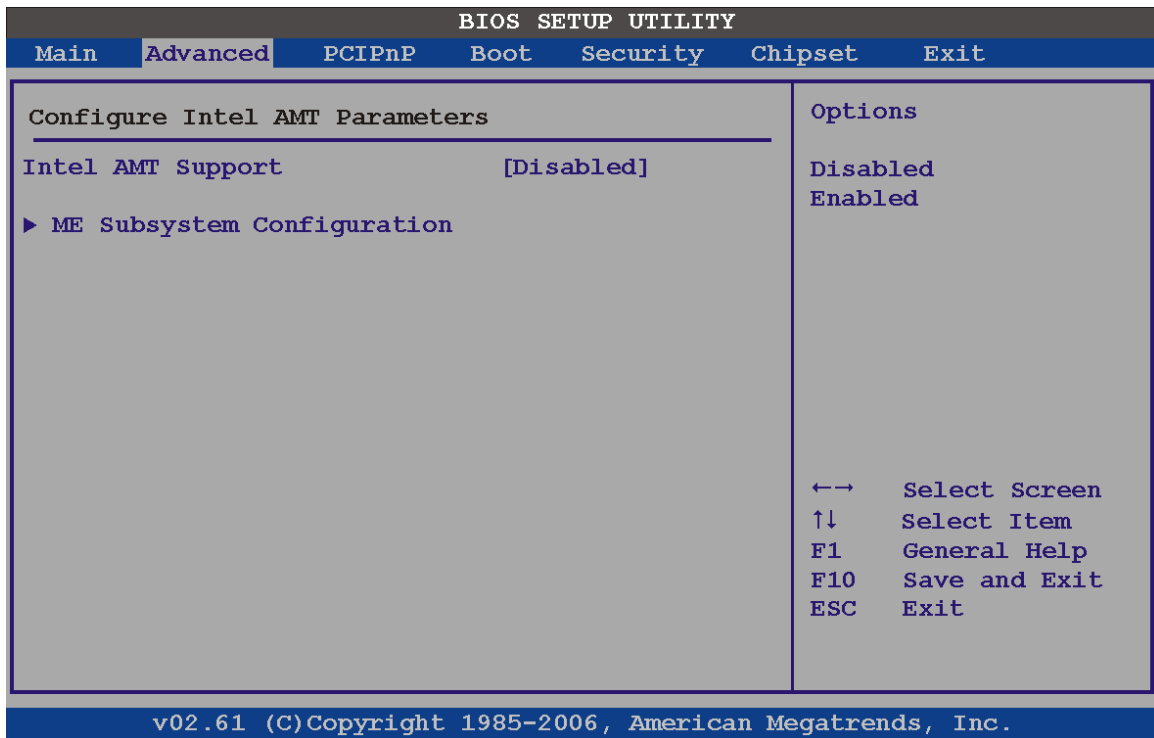 BIOS SETUP UTILITY
Main Advanced PCIPnP Boot Security Chipset Exit
Configure Intel AMT Parameters
Intel AMT Support [Disabled]
▶ ME Subsystem Configuration
Options
Disabled
Enabled
←→ Select Screen
↑↓ Select Item
F1 General Help
F10 Save and Exit
ESC Exit
v02.61 (C)Copyright 1985-2006, American Megatrends, Inc.